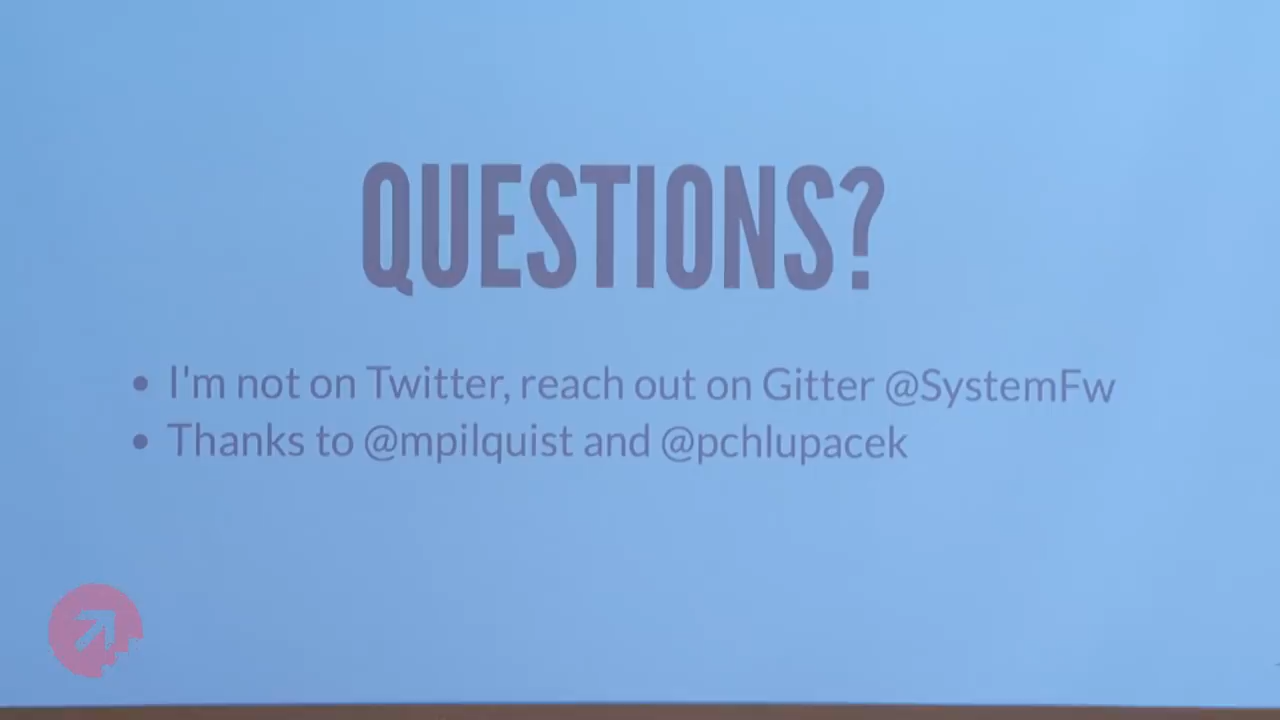 QUESTIONS?
I'm not on Twitter, reach out on Gitter @SystemFw
Thanks to @mpilquist and @pchlupacek